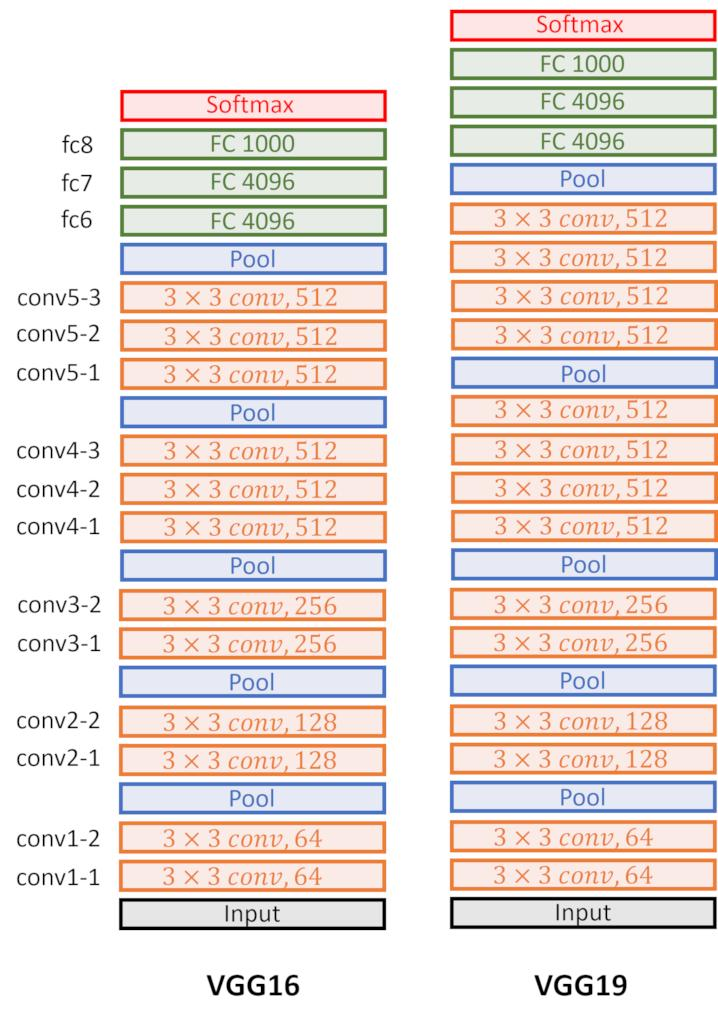 Softmax
fc8 FC 1000
fc7 FC 4096
fc6 FC 4096
Pool
conv5-3 3 × 3 conv, 512
conv5-2 3 × 3 conv, 512
conv5-1 3 × 3 conv, 512
Pool
conv4-3 3 × 3 conv, 512
conv4-2 3 × 3 conv, 512
conv4-1 3 × 3 conv, 512
Pool
conv3-2 3 × 3 conv, 256
conv3-1 3 × 3 conv, 256
Pool
conv2-2 3 × 3 conv, 128
conv2-1 3 × 3 conv, 128
Pool
conv1-2 3 × 3 conv, 64
conv1-1 3 × 3 conv, 64
Input
VGG16
Softmax
FC 1000
FC 4096
FC 4096
Pool
3 × 3 conv, 512
3 × 3 conv, 512
3 × 3 conv, 512
3 × 3 conv, 512
Pool
3 × 3 conv, 512
3 × 3 conv, 512
3 × 3 conv, 512
3 × 3 conv, 512
Pool
3 × 3 conv, 256
3 × 3 conv, 256
Pool
3 × 3 conv, 128
3 × 3 conv, 128
Pool
3 × 3 conv, 64
3 × 3 conv, 64
Input
VGG19